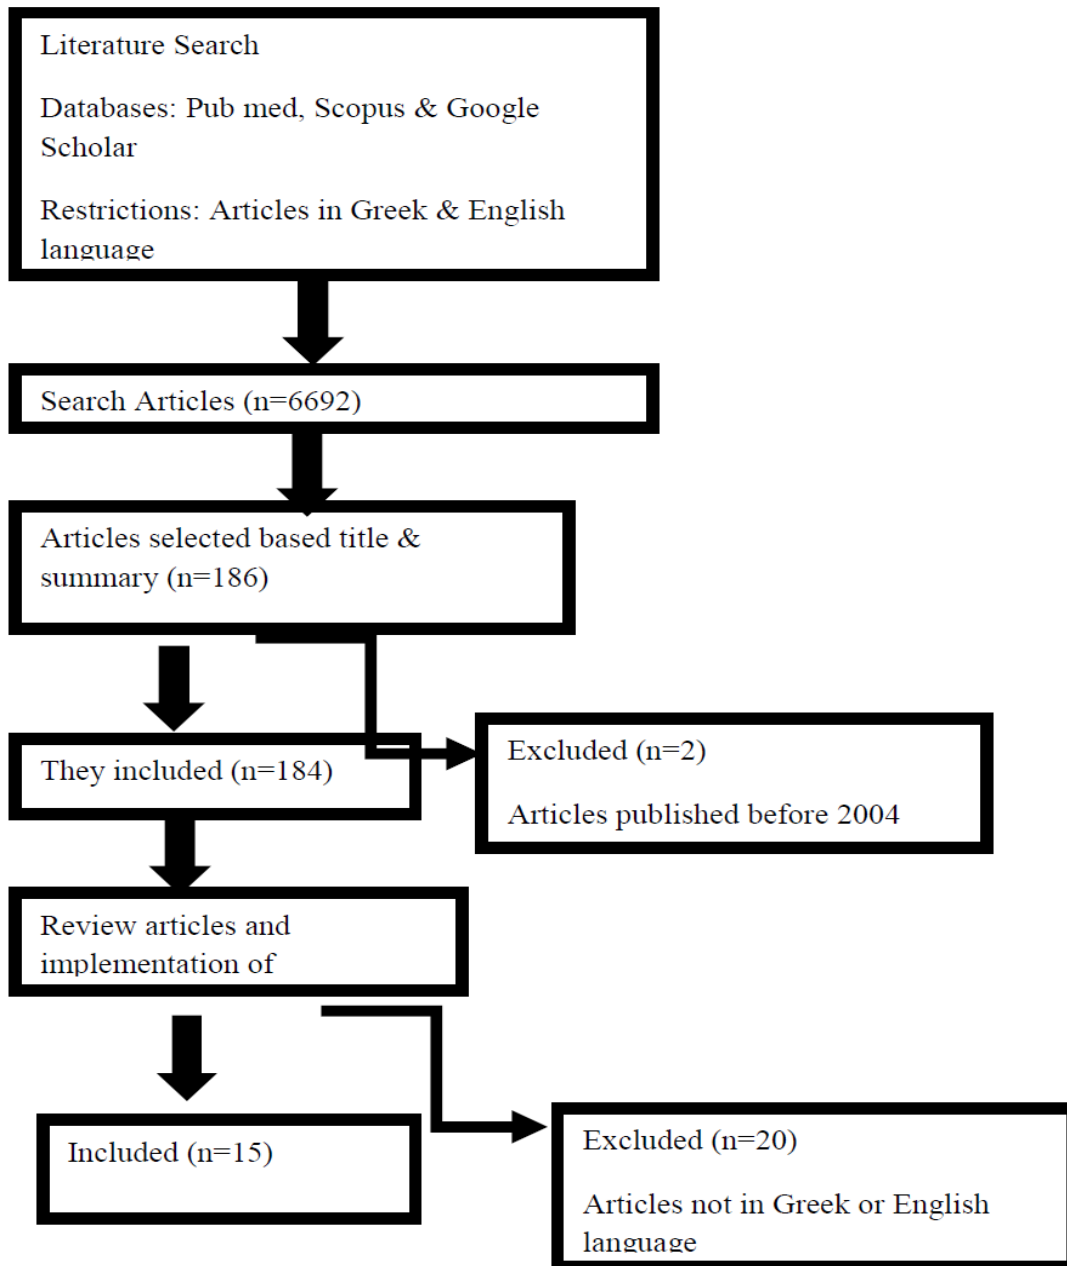 Literature Search
Databases: Pub med, Scopus & Google
Scholar
Restrictions: Articles in Greek & English
language
Search Articles (n=6692)
Articles selected based title &
summary (n=186)
They included (n=184)
Excluded (n=2)
Articles published before 2004
Review articles and
implementation of
Included (n=15)
Excluded (n=20)
Articles not in Greek or English
language